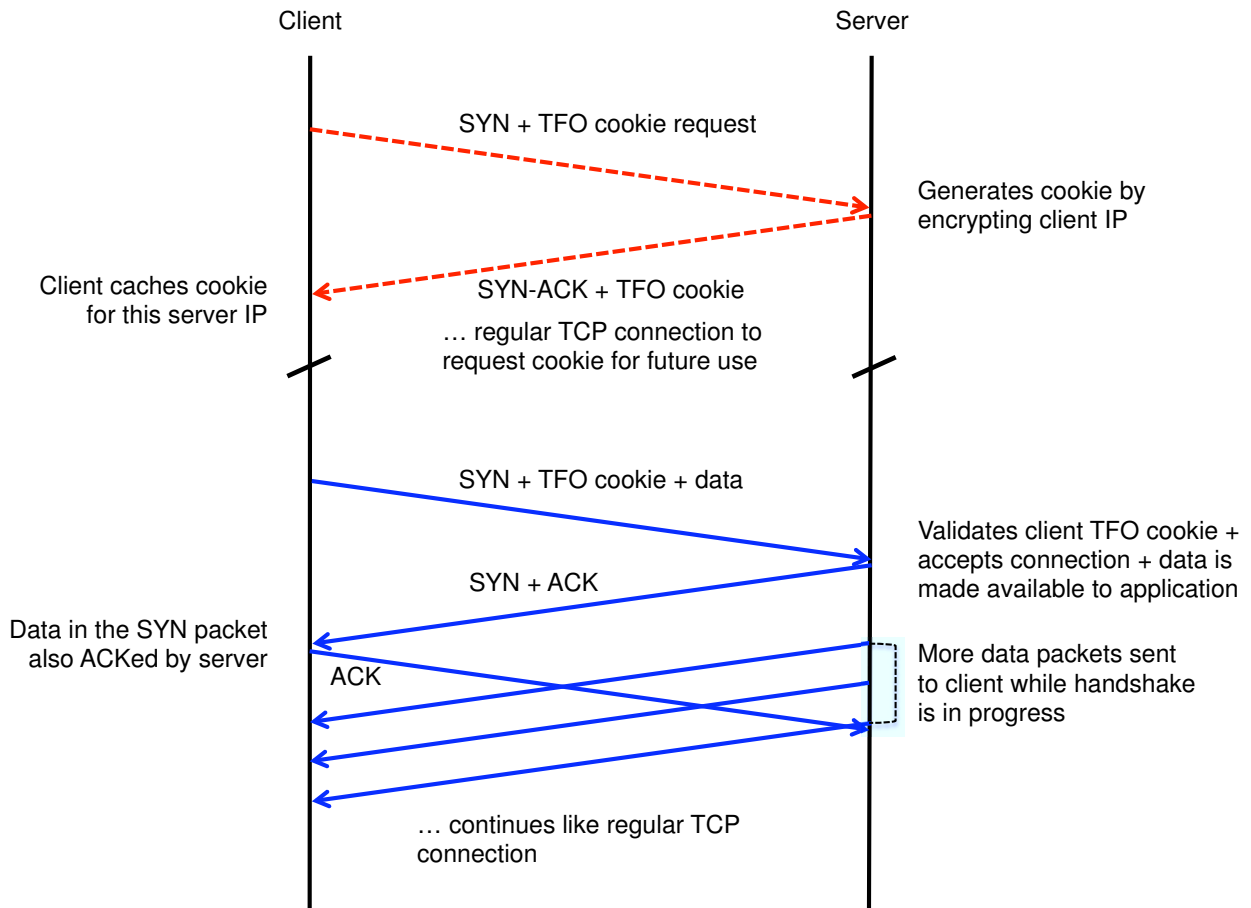 Client
Server
SYN + TFO cookie request
Generates cookie by
encrypting client IP
Client caches cookie
for this server IP
SYN-ACK + TFO cookie
… regular TCP connection to
request cookie for future use
SYN + TFO cookie + data
Validates client TFO cookie +
accepts connection + data is
made available to application
SYN + ACK
Data in the SYN packet
also ACKed by server
ACK
More data packets sent
to client while handshake
is in progress
… continues like regular TCP
connection